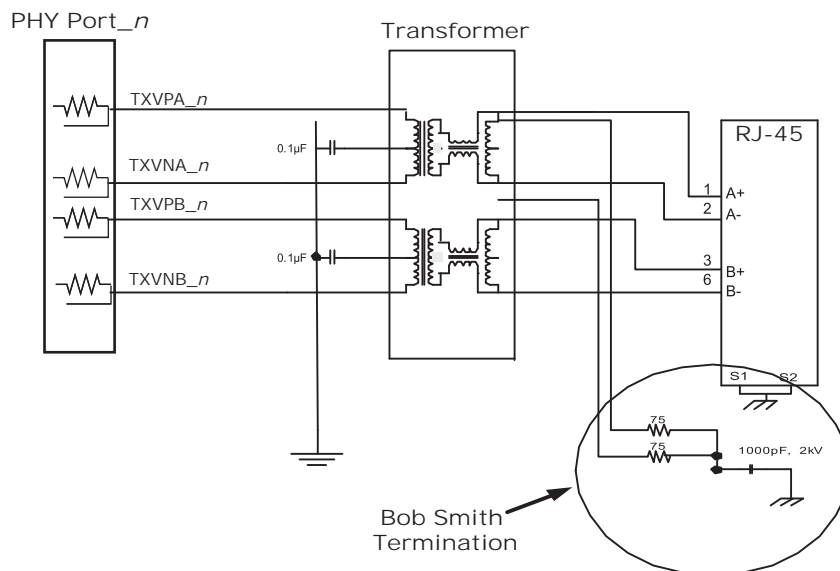 PHY Port_n
Transformer
TXVPA_n
0.1µF
TXVNA_n
TXVPB_n
0.1µF
TXVNB_n
RJ-45
1 A+
2 A-
3 B+
6 B-
S1 S2
75
75
1000pF, 2kV
Bob Smith
Termination